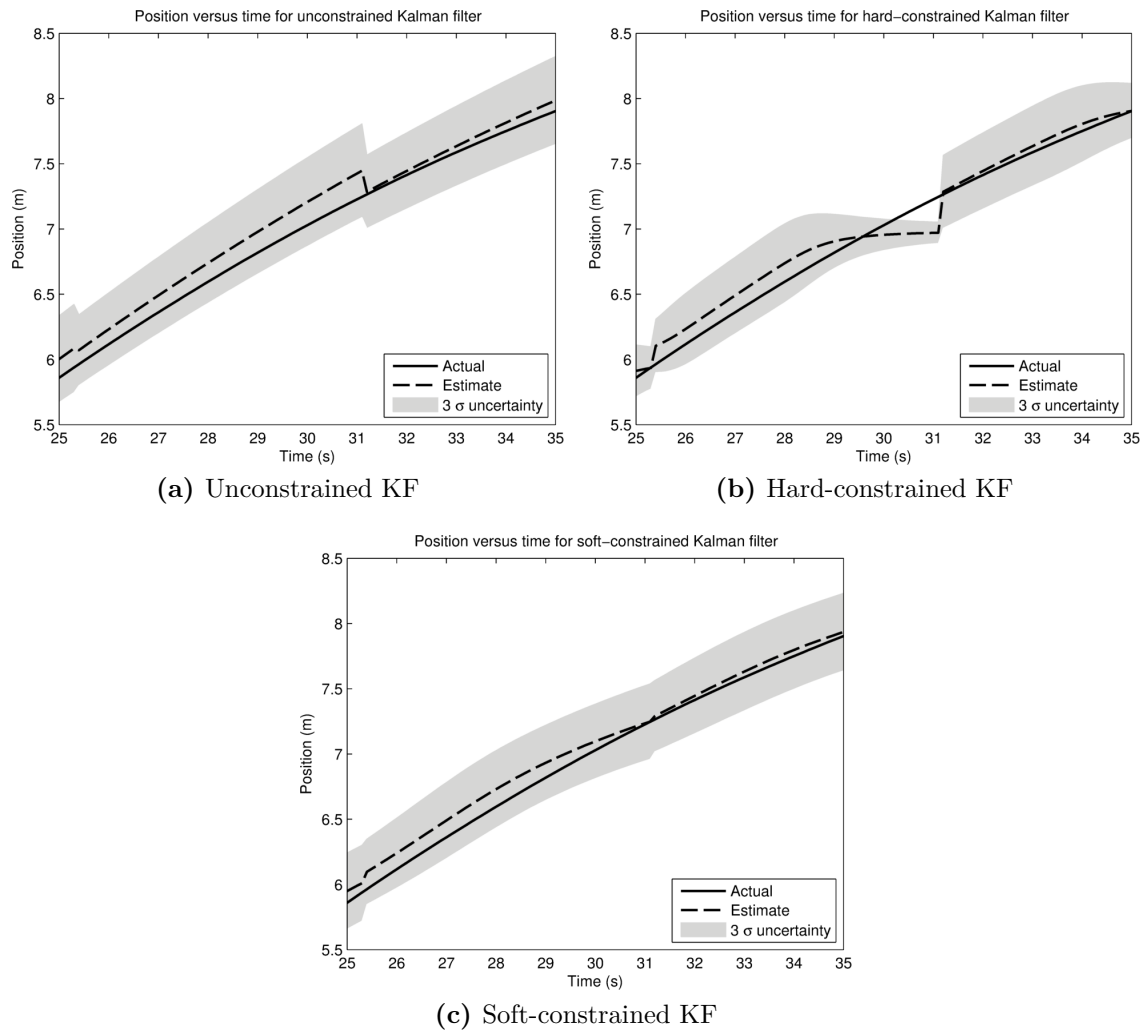 Position versus time for unconstrained Kalman filter
8.5
8
7.5
7
6.5
6
5.5
Position (m)
25 26 27 28 29 30 31 32 33 34 35
Time (s)
Actual
Estimate
3 σ uncertainty
(a) Unconstrained KF
Position versus time for hard−constrained Kalman filter
8.5
8
7.5
7
6.5
6
5.5
Position (m)
25 26 27 28 29 30 31 32 33 34 35
Time (s)
Actual
Estimate
3 σ uncertainty
(b) Hard-constrained KF
Position versus time for soft−constrained Kalman filter
8.5
8
7.5
7
6.5
6
5.5
Position (m)
25 26 27 28 29 30 31 32 33 34 35
Time (s)
Actual
Estimate
3 σ uncertainty
(c) Soft-constrained KF